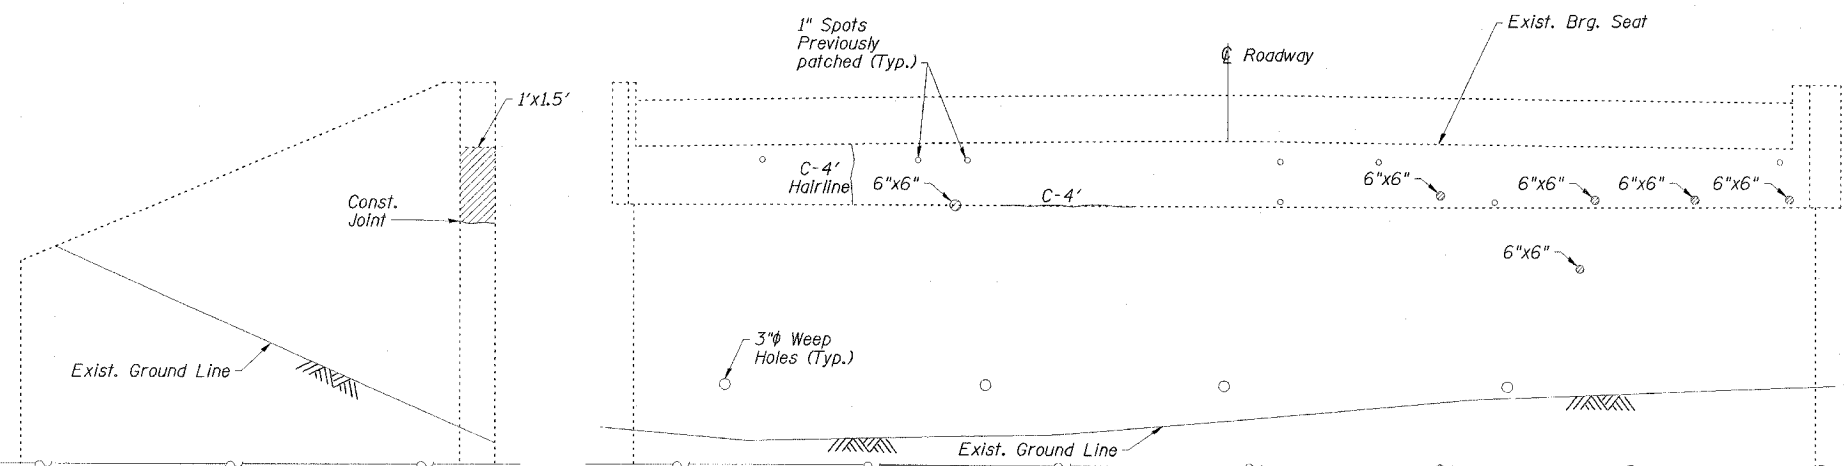 1" Spots
Previously
patched (Typ.)
℄ Roadway
Exist. Brg. Seat
1'x1.5'
C-4'
Hairline
6"x6"
C-4'
6"x6"
6"x6"
6"x6"
6"x6"
Const.
Joint
6"x6"
3"ϕ Weep
Holes (Typ.)
Exist. Ground Line
Exist. Ground Line